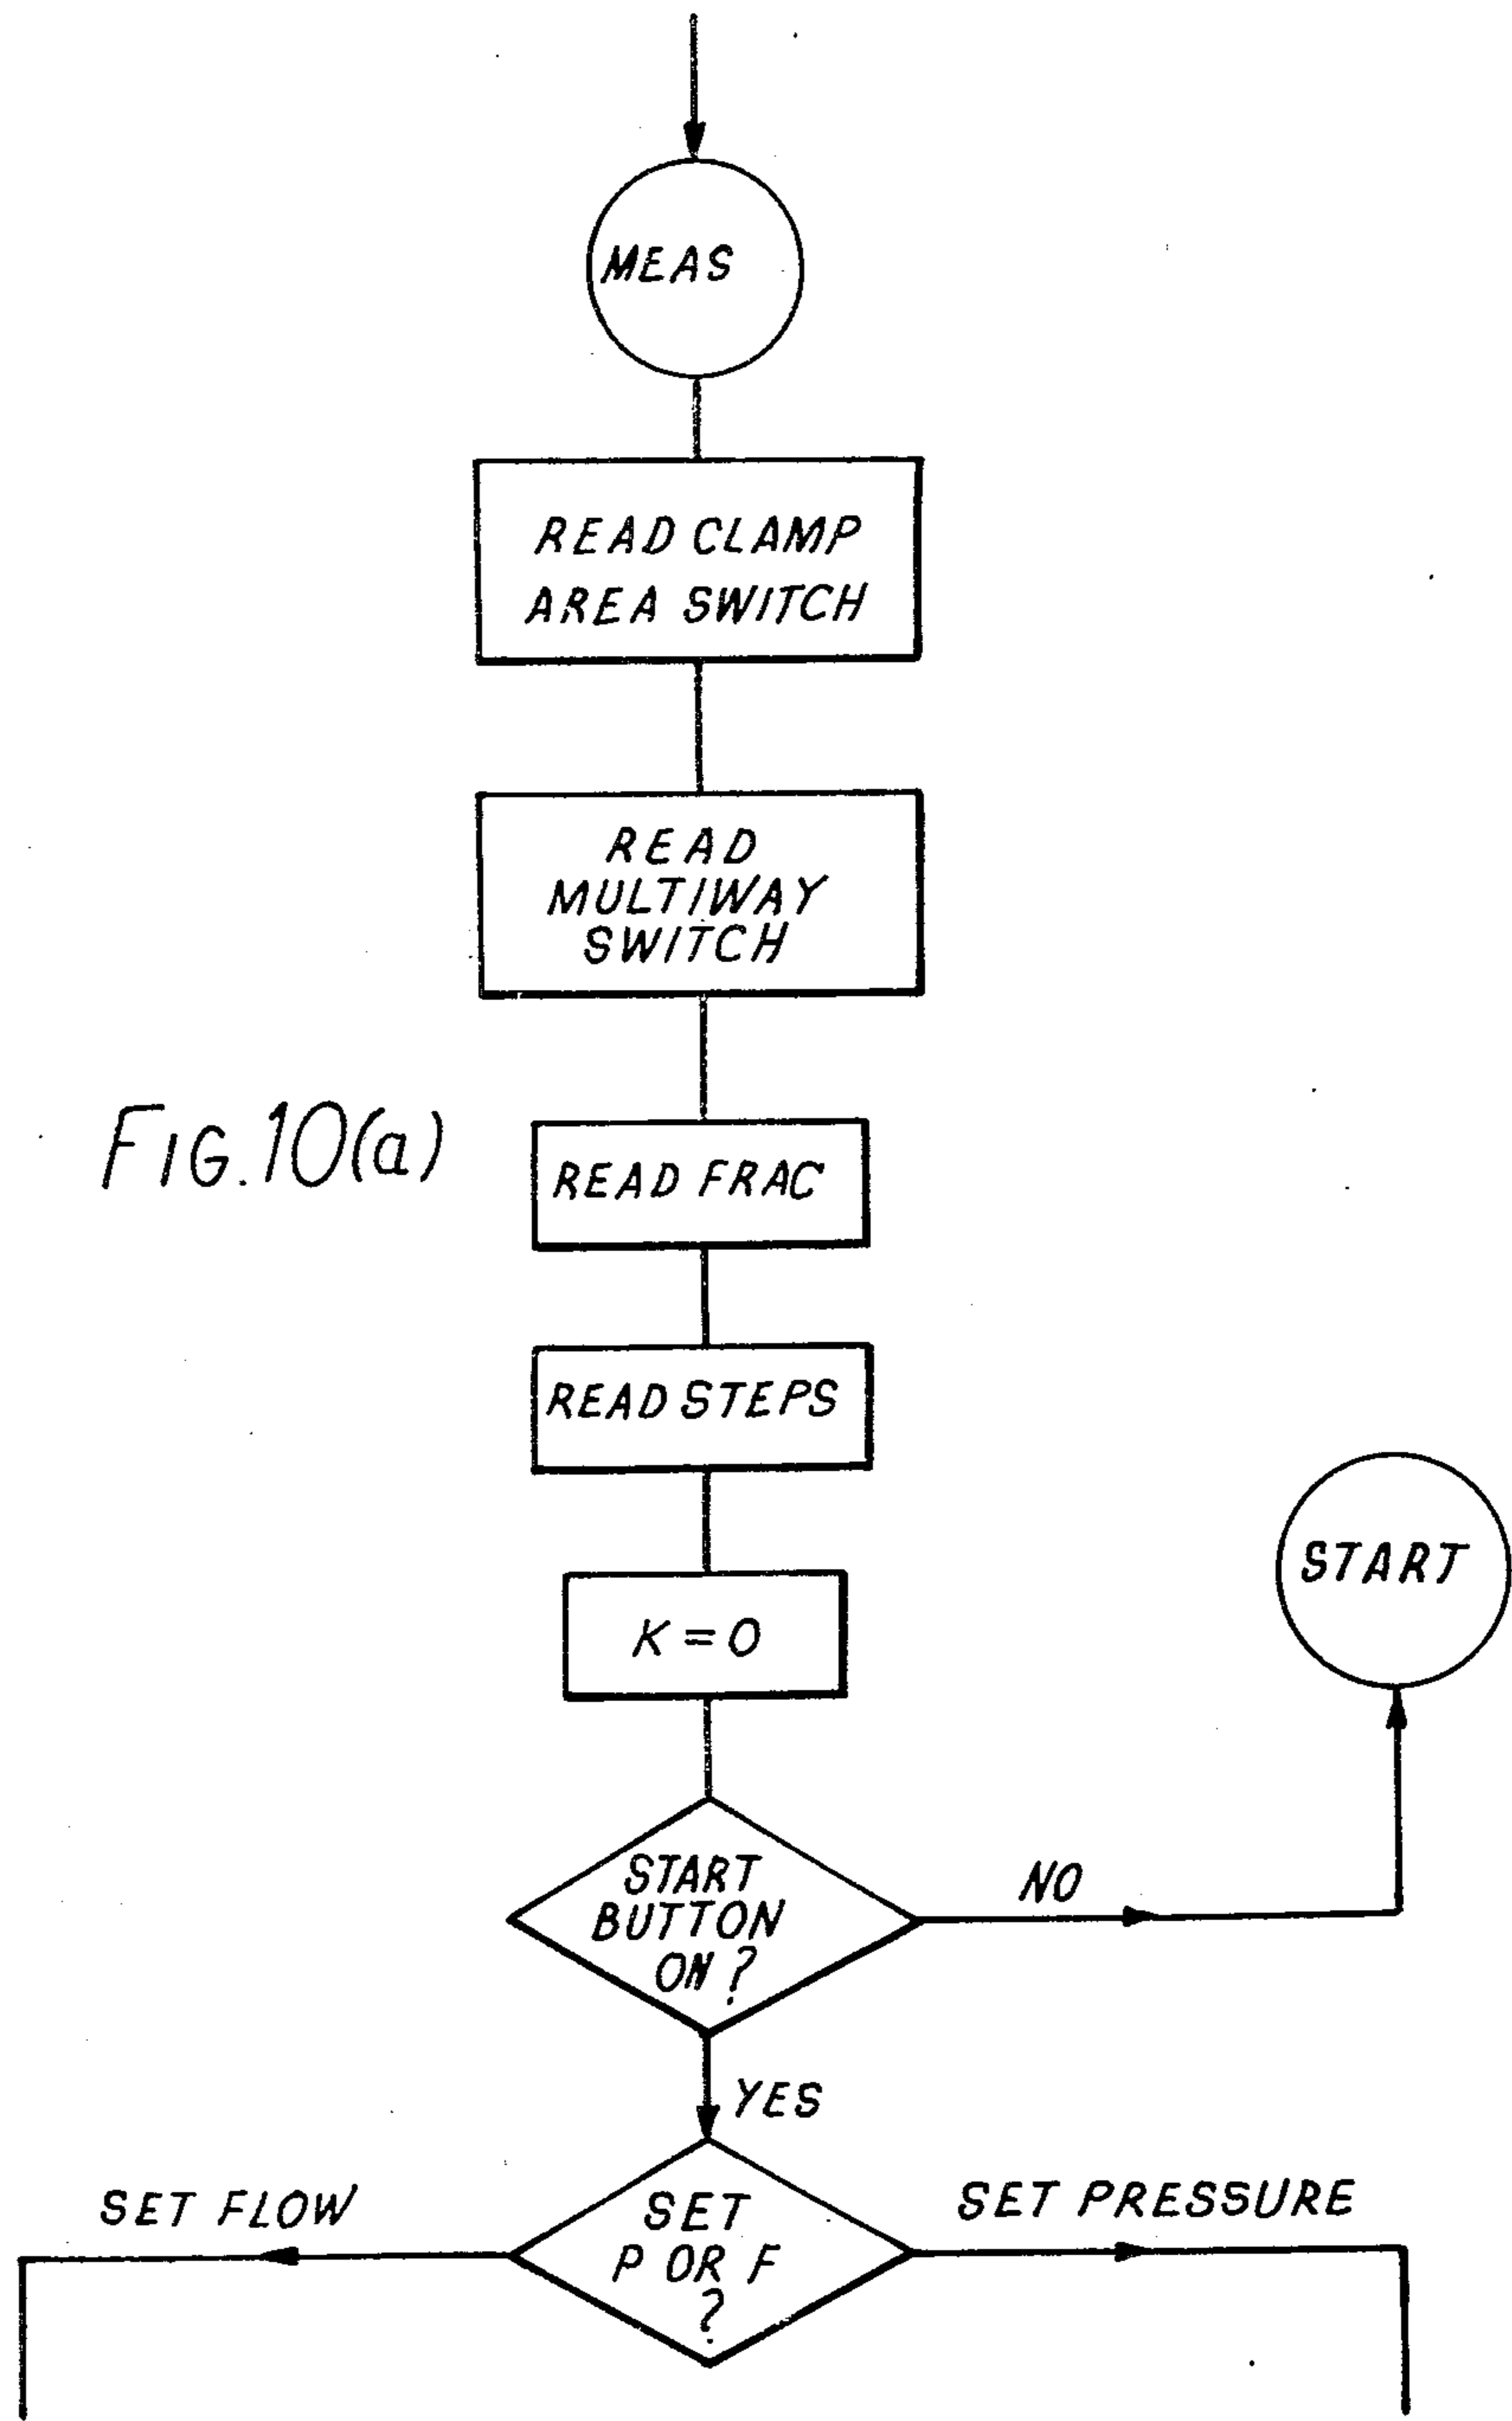 MEAS
READ CLAMP
AREA SWITCH
READ
MULTIWAY
SWITCH
FIG.10(a)
READ FRAC
READ STEPS
START
K = 0
START
BUTTON
ON?
NO
YES
SET FLOW
SET
P OR F
?
SET PRESSURE